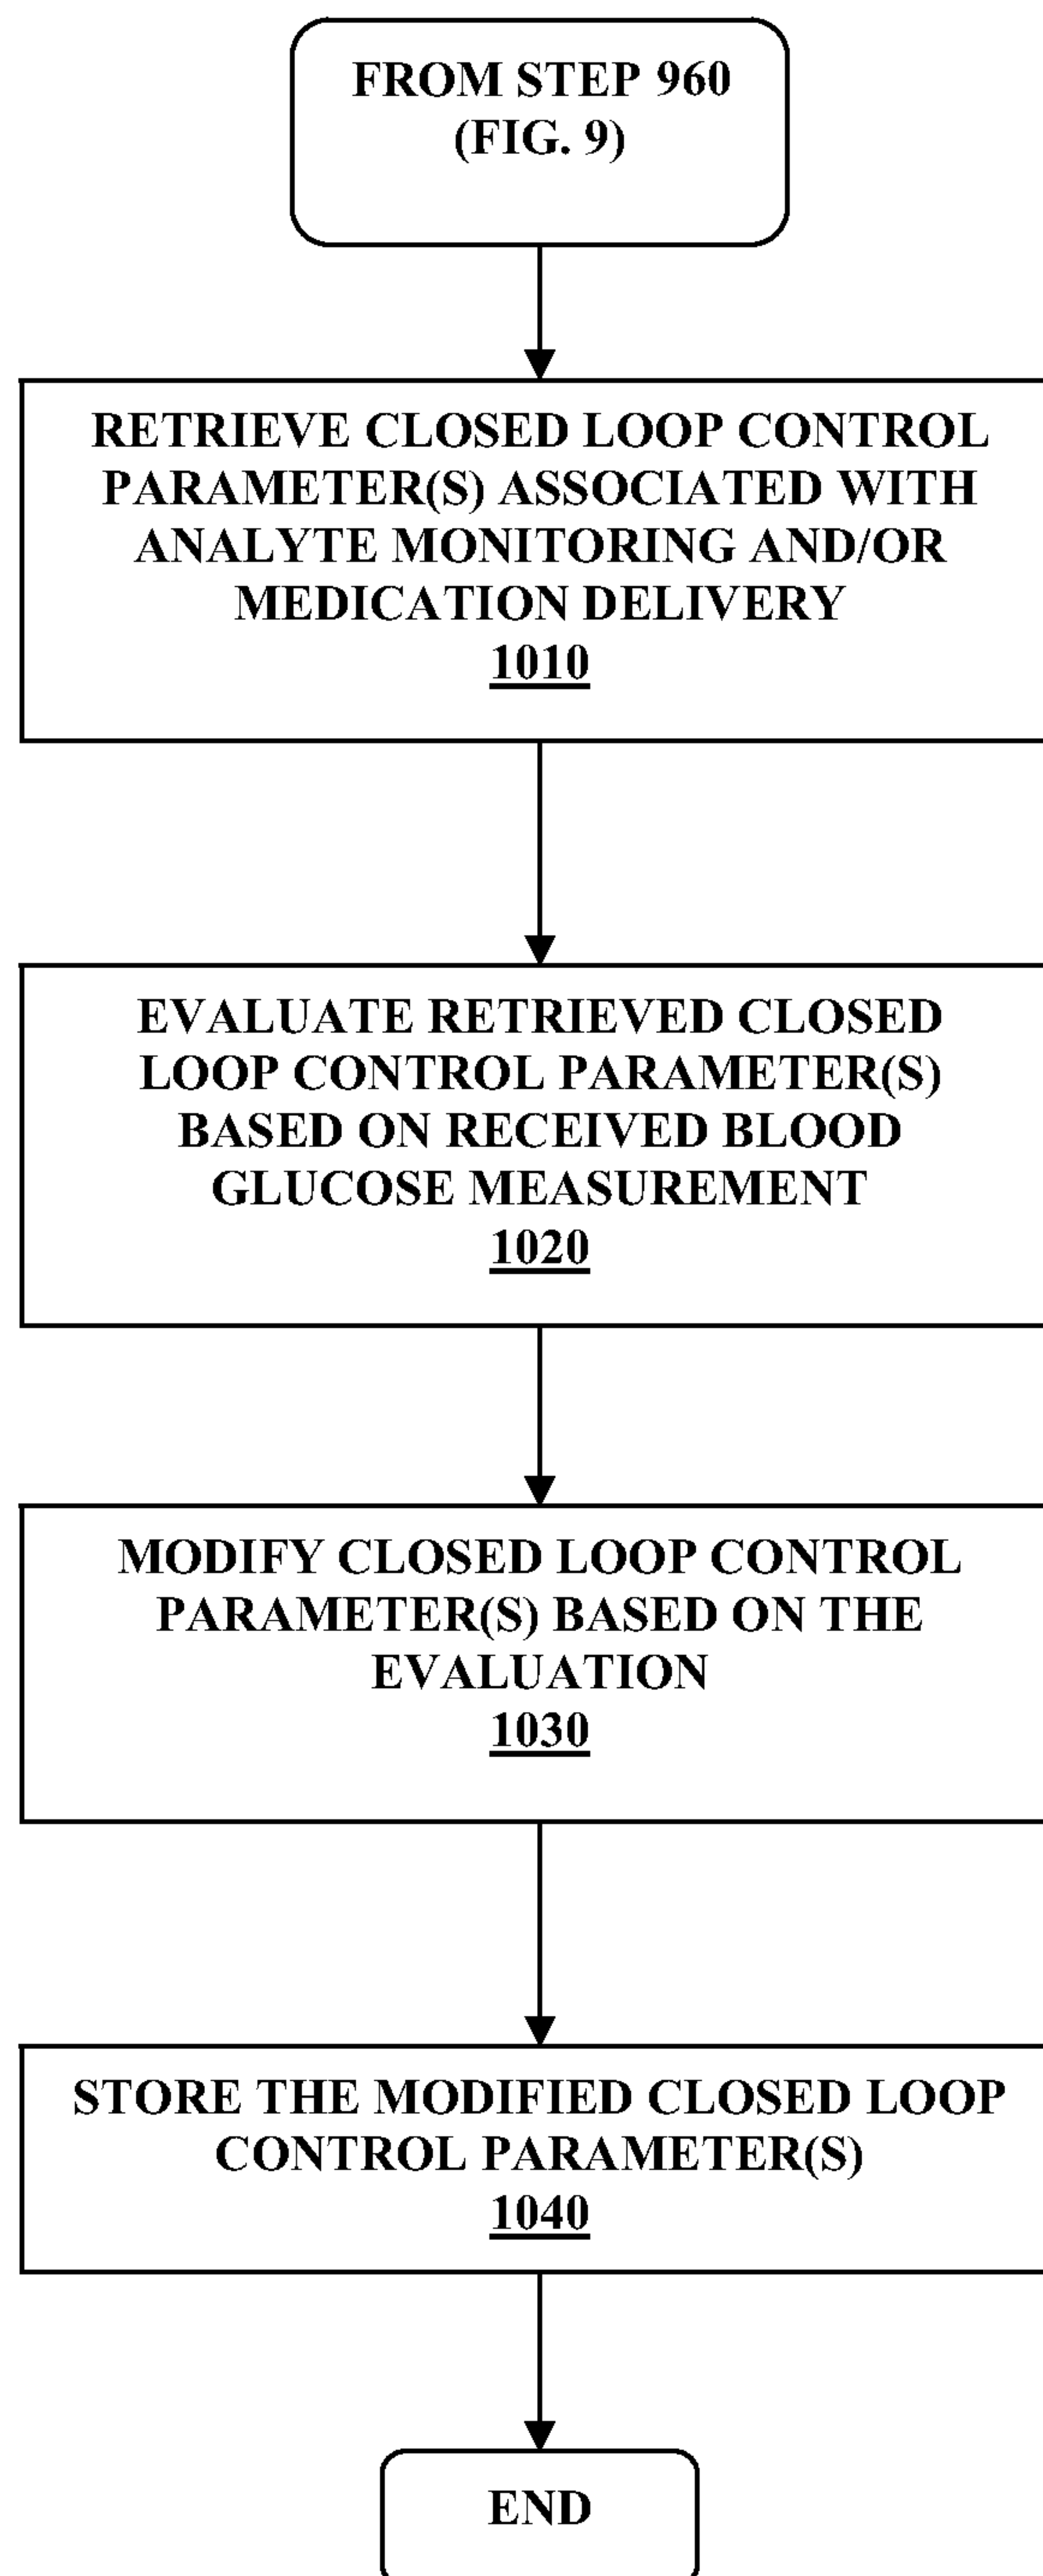 FROM STEP 960
(FIG. 9)
RETRIEVE CLOSED LOOP CONTROL
PARAMETER(S) ASSOCIATED WITH
ANALYTE MONITORING AND/OR
MEDICATION DELIVERY
1010
EVALUATE RETRIEVED CLOSED
LOOP CONTROL PARAMETER(S)
BASED ON RECEIVED BLOOD
GLUCOSE MEASUREMENT
1020
MODIFY CLOSED LOOP CONTROL
PARAMETER(S) BASED ON THE
EVALUATION
1030
STORE THE MODIFIED CLOSED LOOP
CONTROL PARAMETER(S)
1040
END